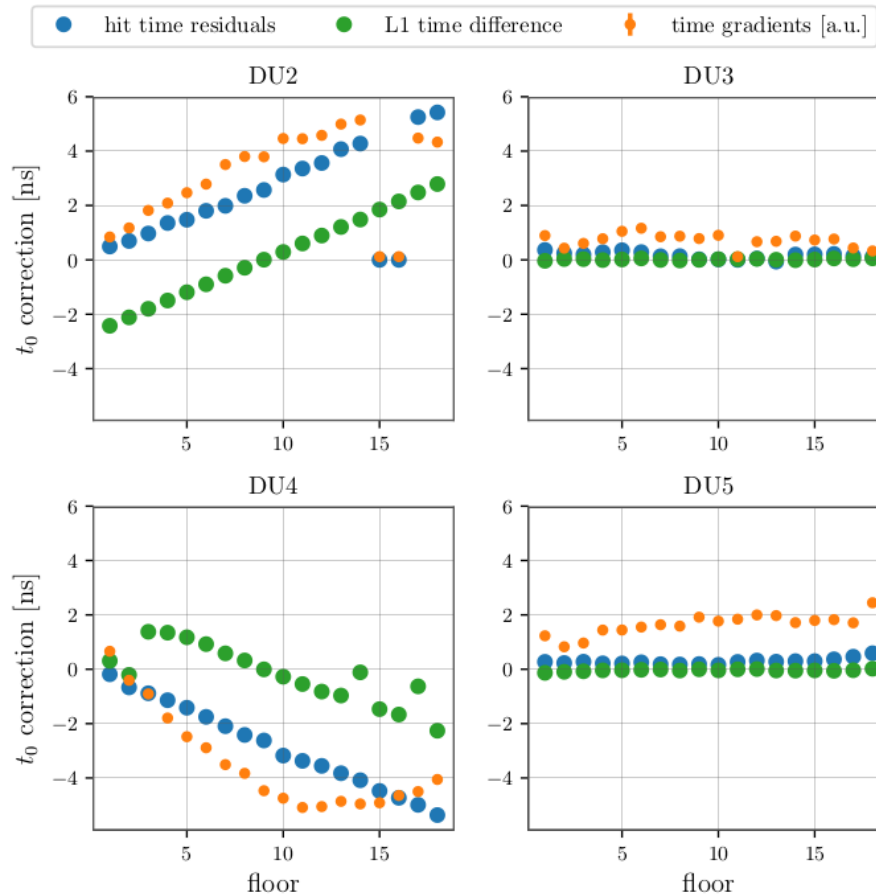 hit time residuals L1 time difference time gradients [a.u.]
DU2 DU3
6 6
4 4
2 2
0 0
−2 −2
−4 −4
t₀ correction [ns]
5 10 15 5 10 15
DU4 DU5
6 6
4 4
2 2
0 0
−2 −2
−4 −4
t₀ correction [ns]
5 10 15 5 10 15
floor floor